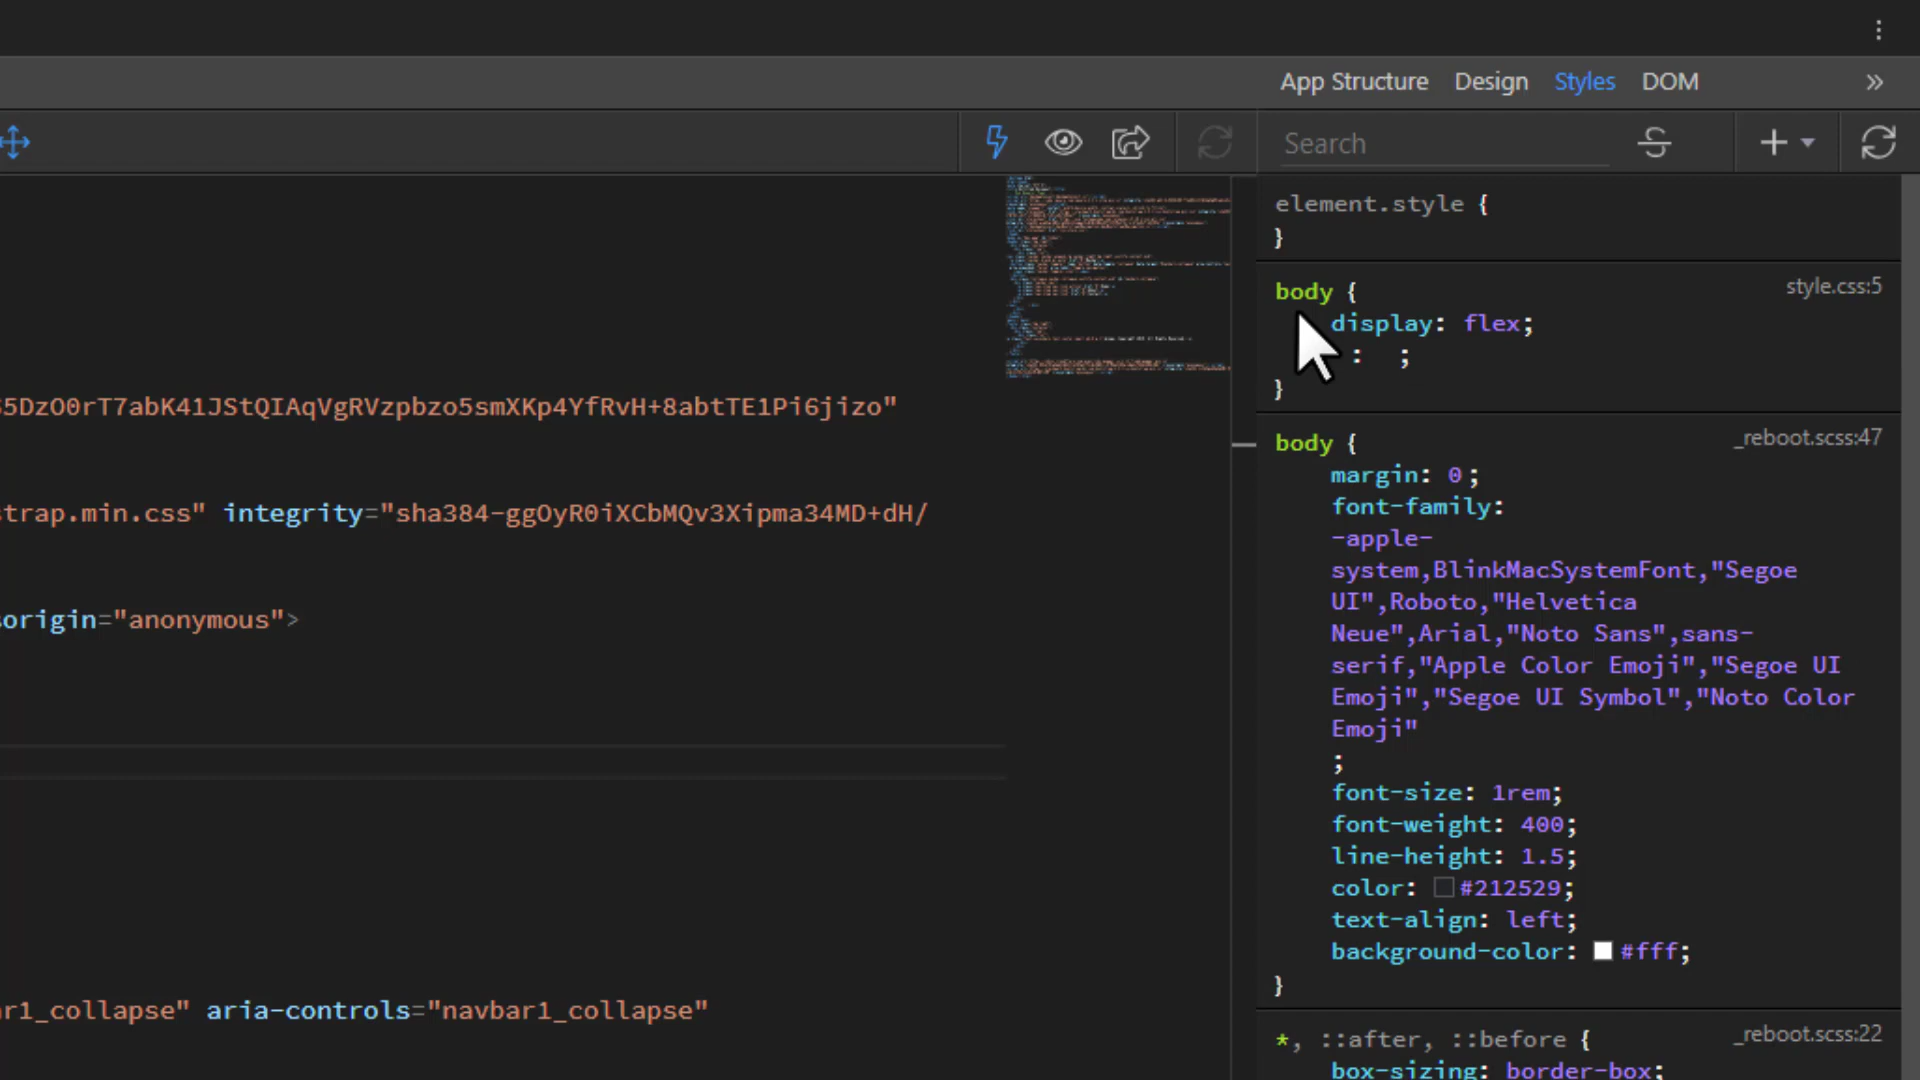 App Structure Design Styles DOM »
Search
element.style {
}
body { style.css:5
display: flex;
: ;
}
S5DzO0rT7abK41JStQIAqVgRVzpbzo5smXKp4YfRvH+8abtTE1Pi6jizo"
body { _reboot.scss:47
margin: 0;
font-family:
strap.min.css" integrity="sha384-ggOyR0iXCbMQv3Xipma34MD+dH/
-apple-
system,BlinkMacSystemFont,"Segoe
UI",Roboto,"Helvetica
sorigin="anonymous">
Neue",Arial,"Noto Sans",sans-
serif,"Apple Color Emoji","Segoe UI
Emoji","Segoe UI Symbol","Noto Color
Emoji"
;
font-size: 1rem;
font-weight: 400;
line-height: 1.5;
color: #212529;
text-align: left;
background-color: #fff;
}
ar1_collapse" aria-controls="navbar1_collapse"
*, ::after, ::before { _reboot.scss:22
box-sizing: border-box;